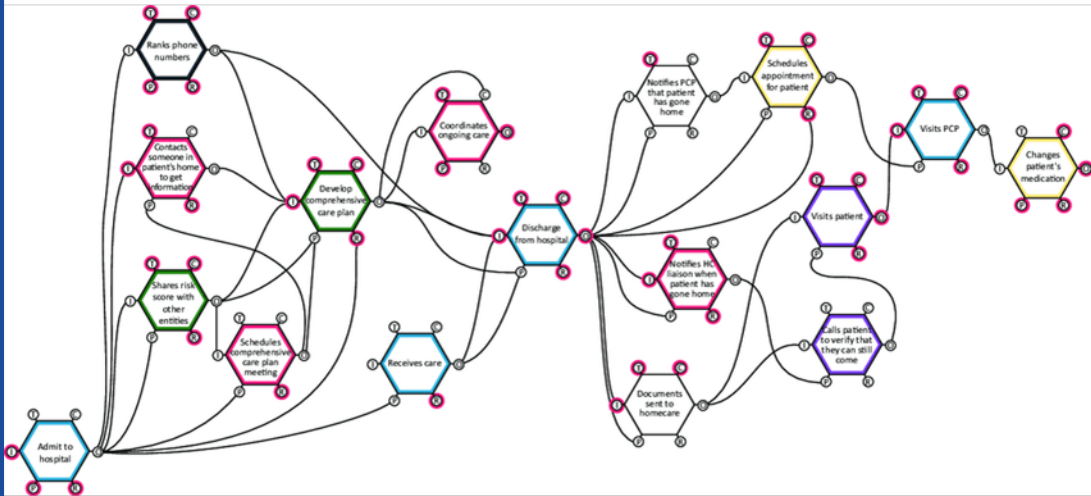 T C
Ranks phone
numbers
I O
P R
T C
Contacts
someone in
patient's home
to get
information
I O
P R
T C
Shares risk
score with
other
entities
I O
P R
T C
Schedules
comprehensive
care plan
meeting
I O
P R
T C
Admit to
hospital
I O
P R
T C
Develop
comprehensive
care plan
I O
P R
T C
Coordinates
ongoing care
I O
P R
T C
Receives care
I O
P R
T C
Discharge
from hospital
I O
P R
T C
Notifies PCP
that patient
has gone
home
I O
P R
T C
Schedules
appointment
for patient
I O
P R
T C
Notifies HC
liaison when
patient has
gone home
I O
P R
T C
Documents
sent to
homecare
I O
P R
T C
Visits patient
I O
P R
T C
Calls patient
to verify that
they can still
come
I O
P R
T C
Visits PCP
I O
P R
T C
Changes
patient's
medication
I O
P R